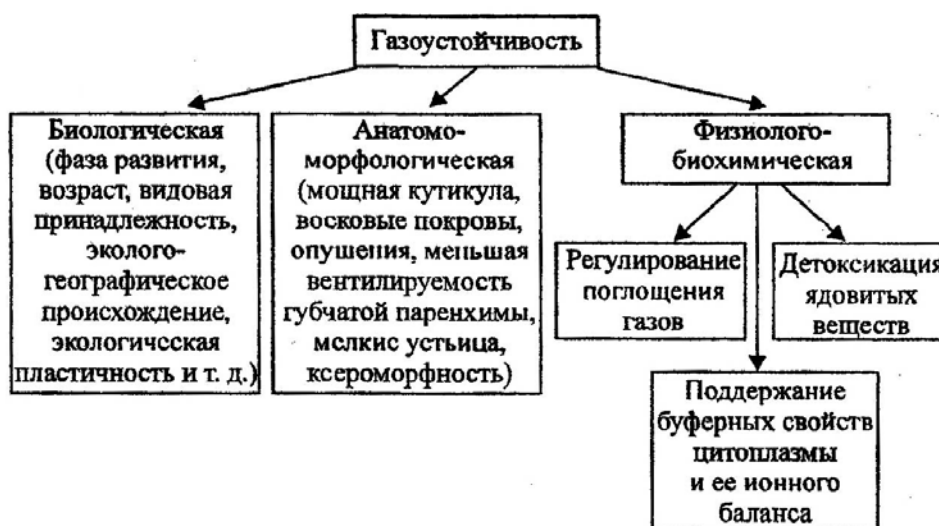 Газоустойчивость
Биологическая
(фаза развития,
возраст, видовая
принадлежность,
эколого-
географическое
происхождение,
экологическая
пластичность и т. д.)
Анатомо-
морфологическая
(мощная кутикула,
восковые покровы,
опушения, меньшая
вентилируемость
губчатой паренхимы,
мелкие устьица,
ксероморфность)
Физиолого-
биохимическая
Регулирование
поглощения
газов
Детоксикация
ядовитых
веществ
Поддержание
буферных свойств
цитоплазмы
и ее ионного
баланса